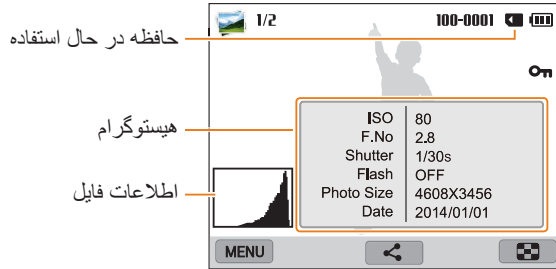 حافظه در حال استفاده
1/2 100-0001
هیستوگرام
ISO 80
F.No 2.8
Shutter 1/30s
Flash OFF
Photo Size 4608X3456
Date 2014/01/01
اطلاعات فایل
MENU